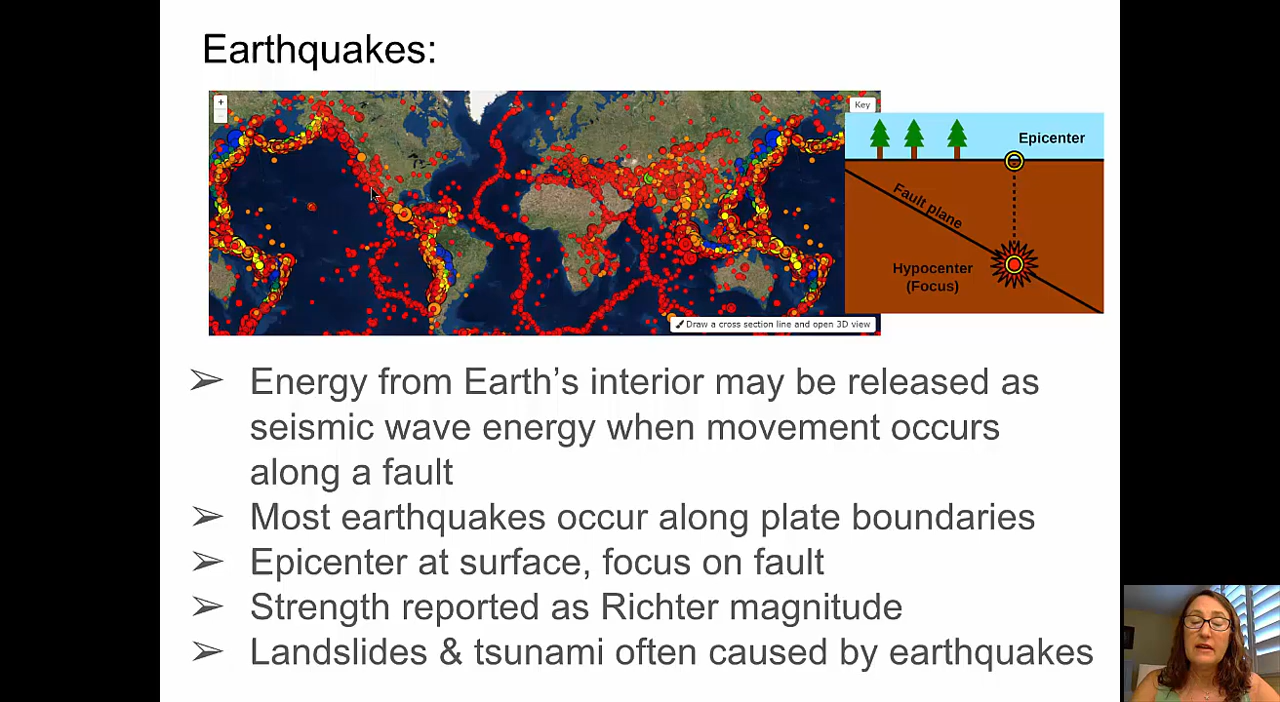 Earthquakes:
+
−
Key
Draw a cross section line and open 3D view
Epicenter
Fault plane
Hypocenter
(Focus)
➢ Energy from Earth’s interior may be released as
seismic wave energy when movement occurs
along a fault
➢ Most earthquakes occur along plate boundaries
➢ Epicenter at surface, focus on fault
➢ Strength reported as Richter magnitude
➢ Landslides & tsunami often caused by earthquakes